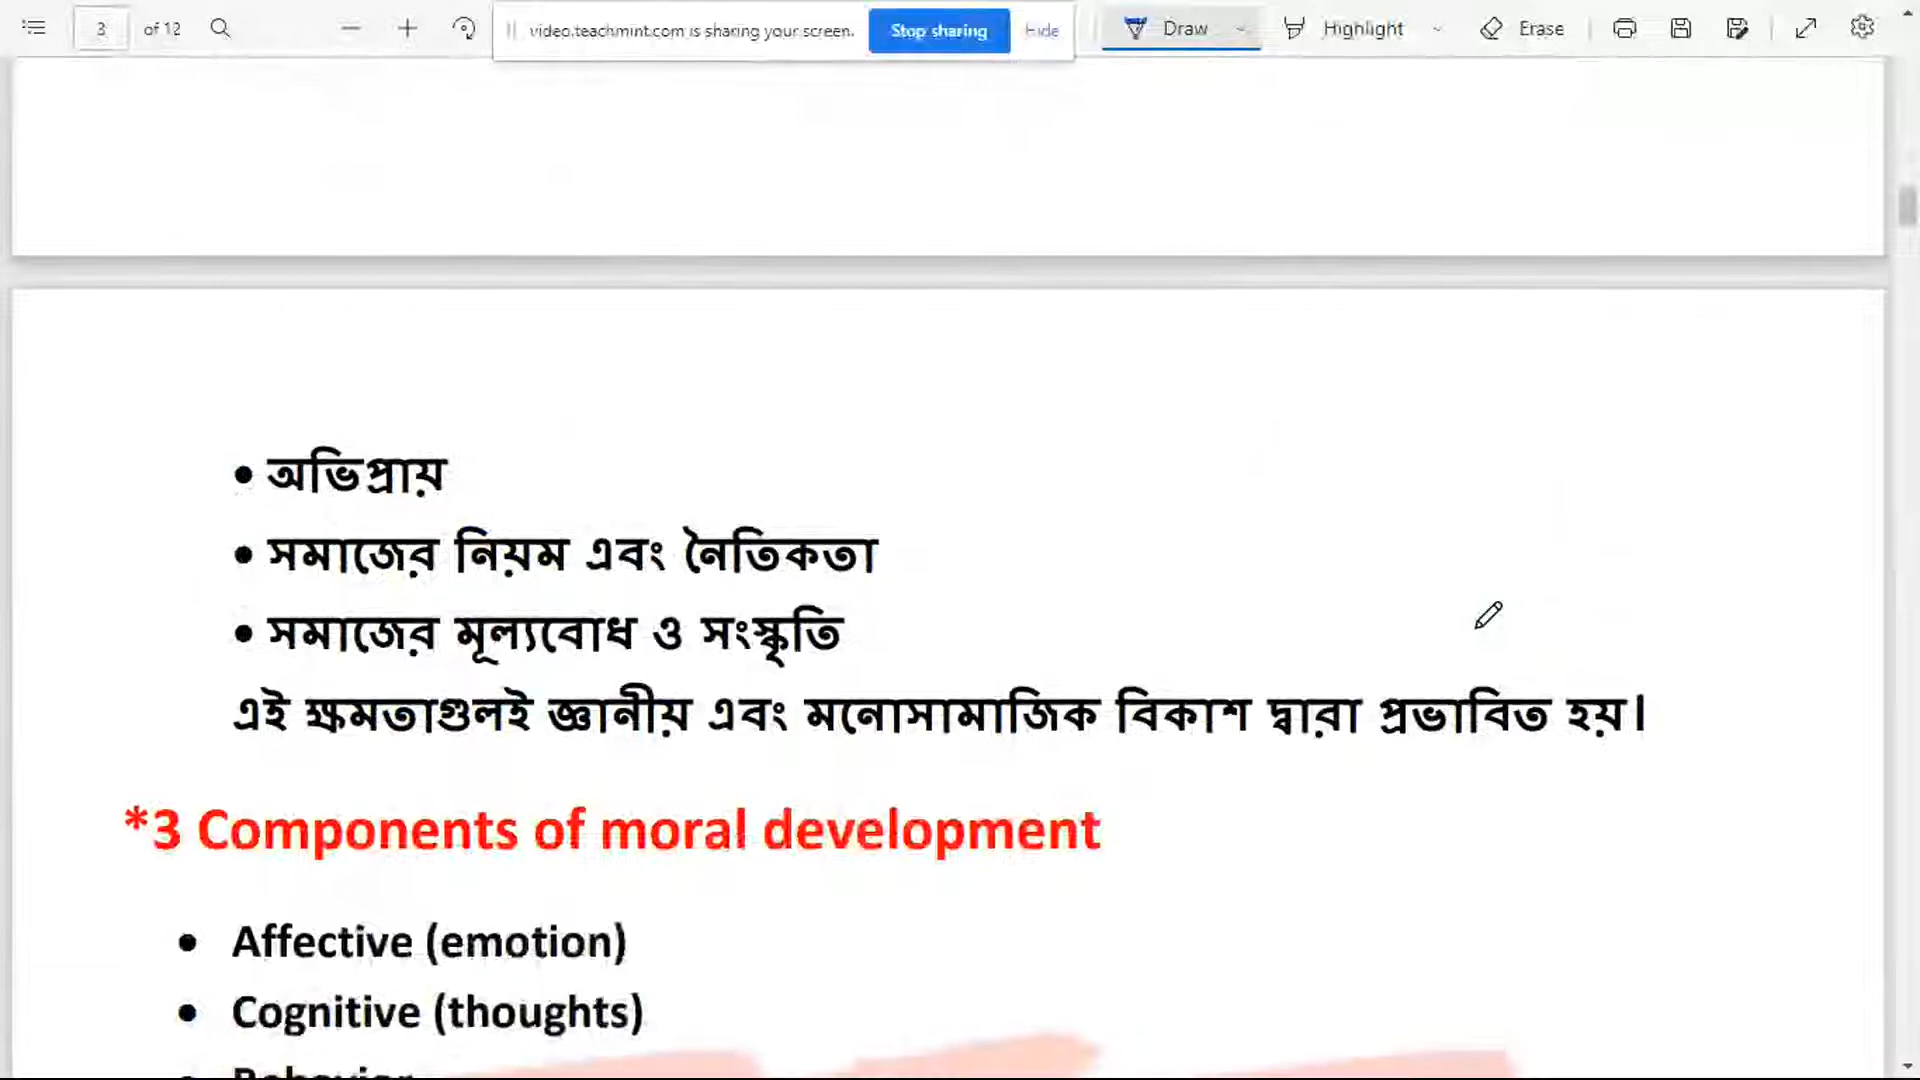 3 of 12
video.teachmint.com is sharing your screen. Stop sharing Hide
Draw Highlight Erase
• অভিপ্রায়
• সমাজের নিয়ম এবং নৈতিকতা
• সমাজের মূল্যবোধ ও সংস্কৃতি
এই ক্ষমতাগুলই জ্ঞানীয় এবং মনোসামাজিক বিকাশ দ্বারা প্রভাবিত হয়।
*3 Components of moral development
• Affective (emotion)
• Cognitive (thoughts)
• Behavior